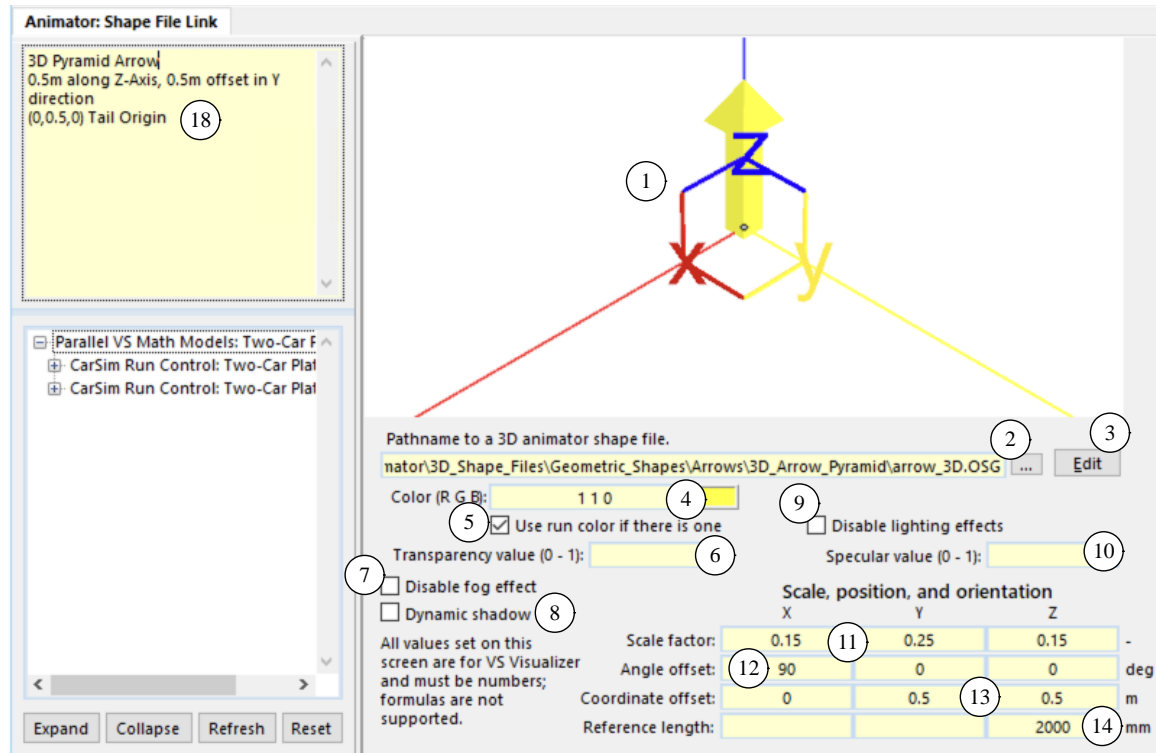 Animator: Shape File Link
3D Pyramid Arrow
0.5m along Z-Axis, 0.5m offset in Y
direction
(0,0.5,0) Tail Origin
18
Parallel VS Math Models: Two-Car
CarSim Run Control: Two-Car Plat
CarSim Run Control: Two-Car Plat
Expand Collapse Refresh Reset
1
Z
X
y
Pathname to a 3D animator shape file.
2
3
nator\3D_Shape_Files\Geometric_Shapes\Arrows\3D_Arrow_Pyramid\arrow_3D.OSG ... Edit
Color (R G B): 1 1 0 4
5 Use run color if there is one
9 Disable lighting effects
Transparency value (0 - 1): 6
Specular value (0 - 1): 10
7 Disable fog effect
Dynamic shadow 8
All values set on this
screen are for VS Visualizer
and must be numbers;
formulas are not
supported.
Scale, position, and orientation
X Y Z
Scale factor: 0.15 11 0.25 0.15 -
Angle offset: 12 90 0 0 deg
Coordinate offset: 0 0.5 13 0.5 m
Reference length: 2000 14 mm